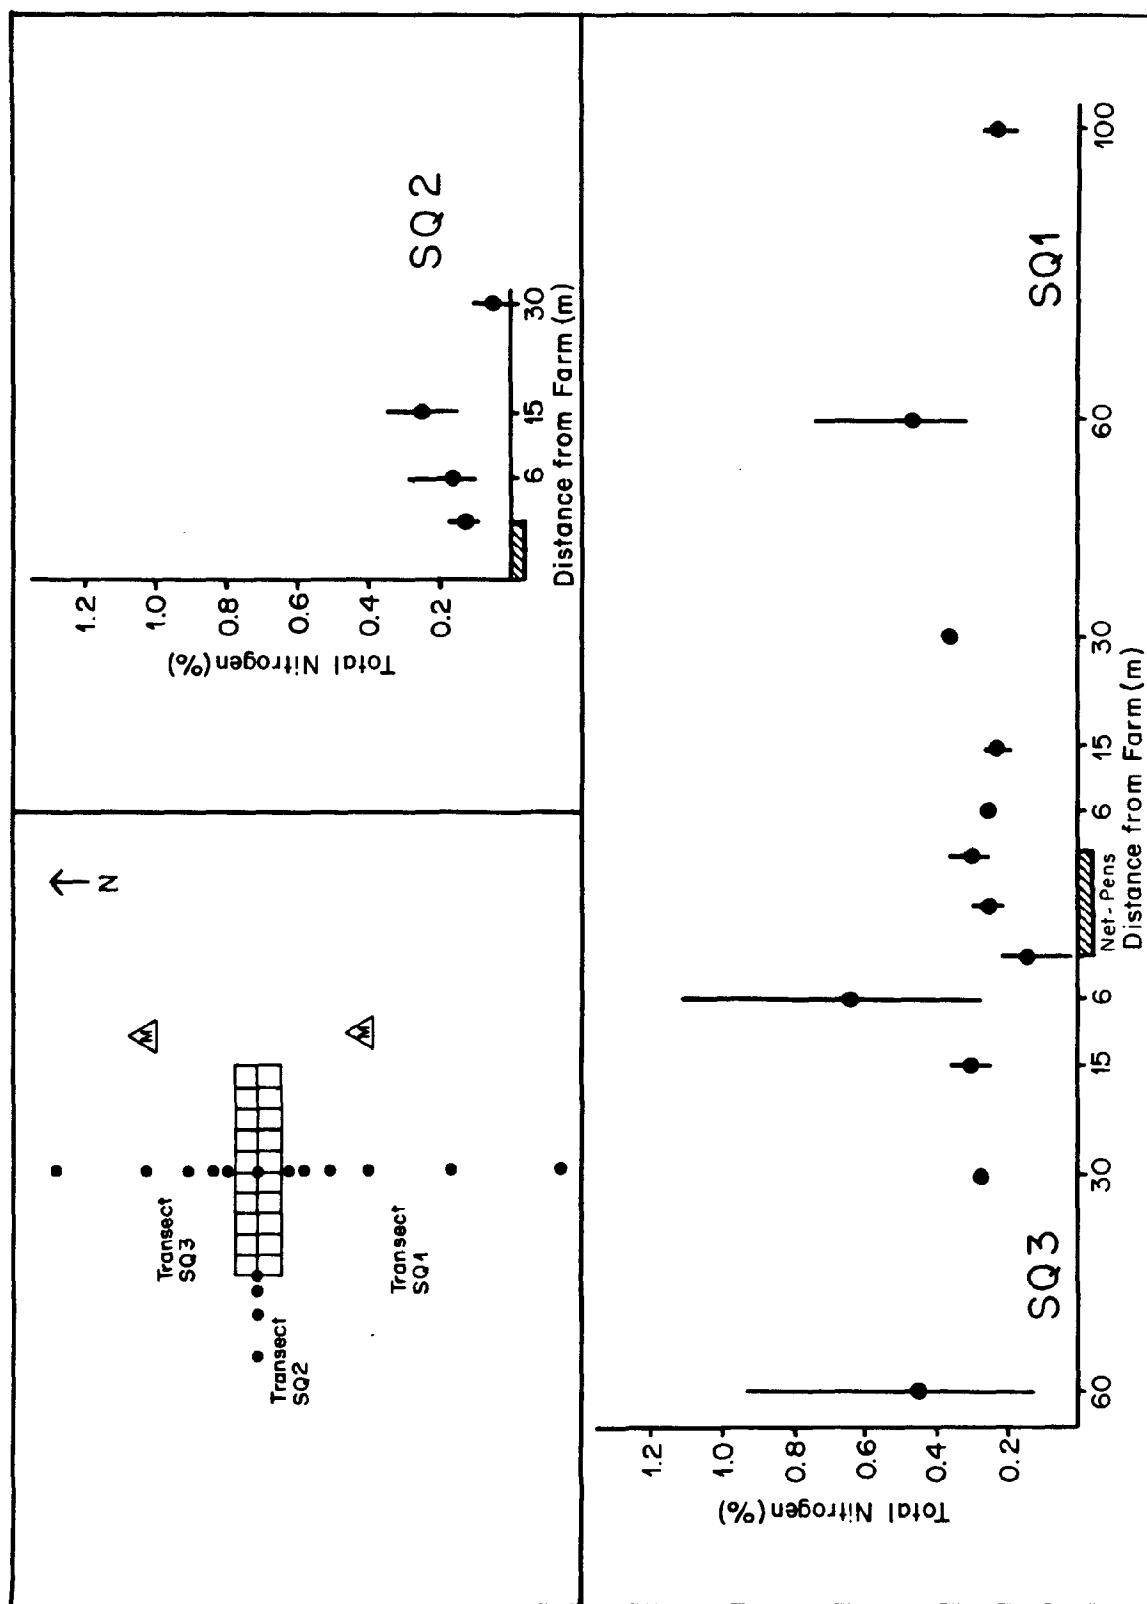 N
M
M
Transect
SQ3
Transect
SQ2
Transect
SQ1
Total Nitrogen (%)
1.2
1.0
0.8
0.6
0.4
0.2
6
15
30
Distance from Farm (m)
SQ2
Total Nitrogen (%)
1.2
1.0
0.8
0.6
0.4
0.2
SQ3
SQ1
60
30
15
6
Net-Pens
6
15
30
60
100
Distance from Farm (m)